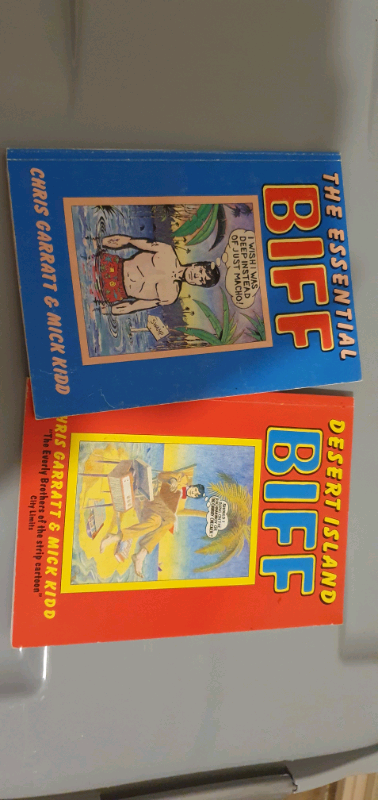 THE ESSENTIAL
BIFF
I WISH I WAS
DEEP INSTEAD
OF JUST MACHO!
CHRIS GARRATT & MICK KIDD
DESERT ISLAND
BIFF
CHRIS GARRATT & MICK KIDD
"The Everly Brothers of the strip cartoon"
City Limits